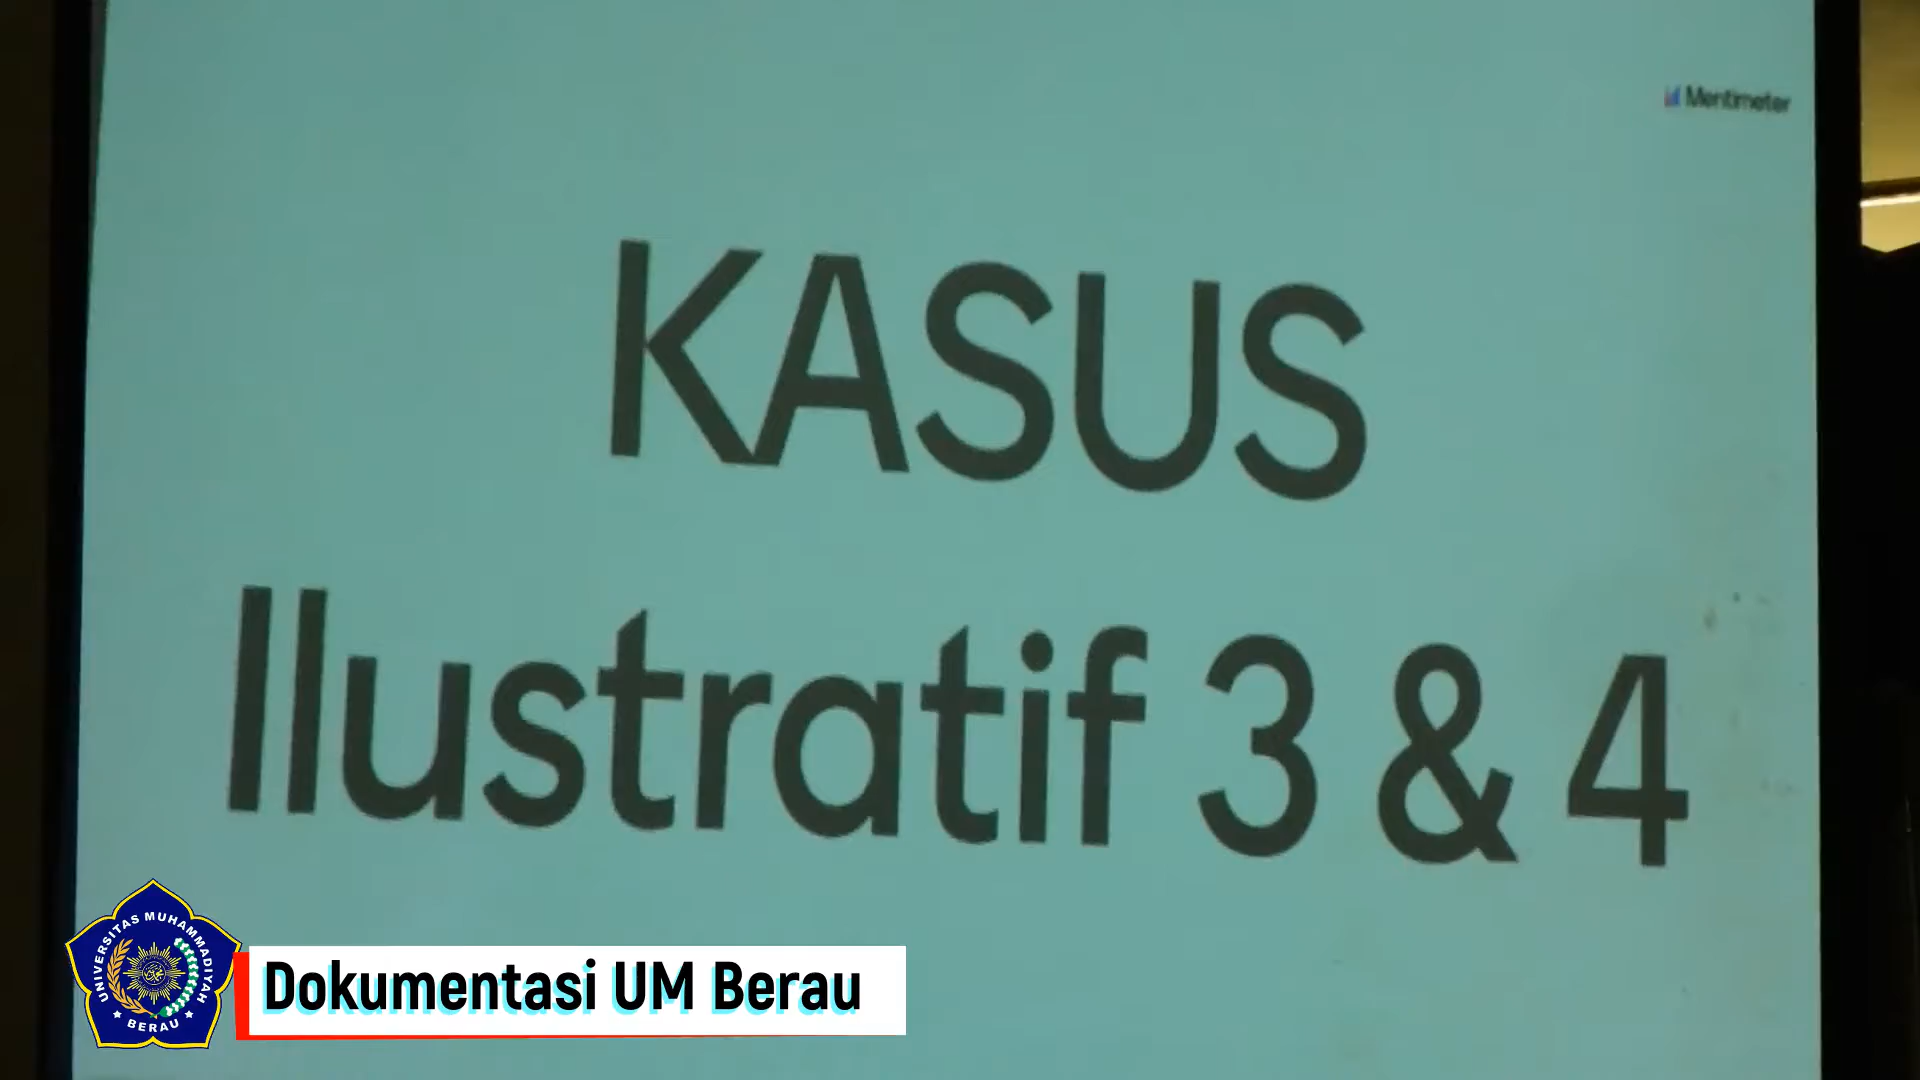 Mentimeter
KASUS
Ilustratif 3 & 4
UNIVERSITAS MUHAMMADIYAH
BERAU
Dokumentasi UM Berau